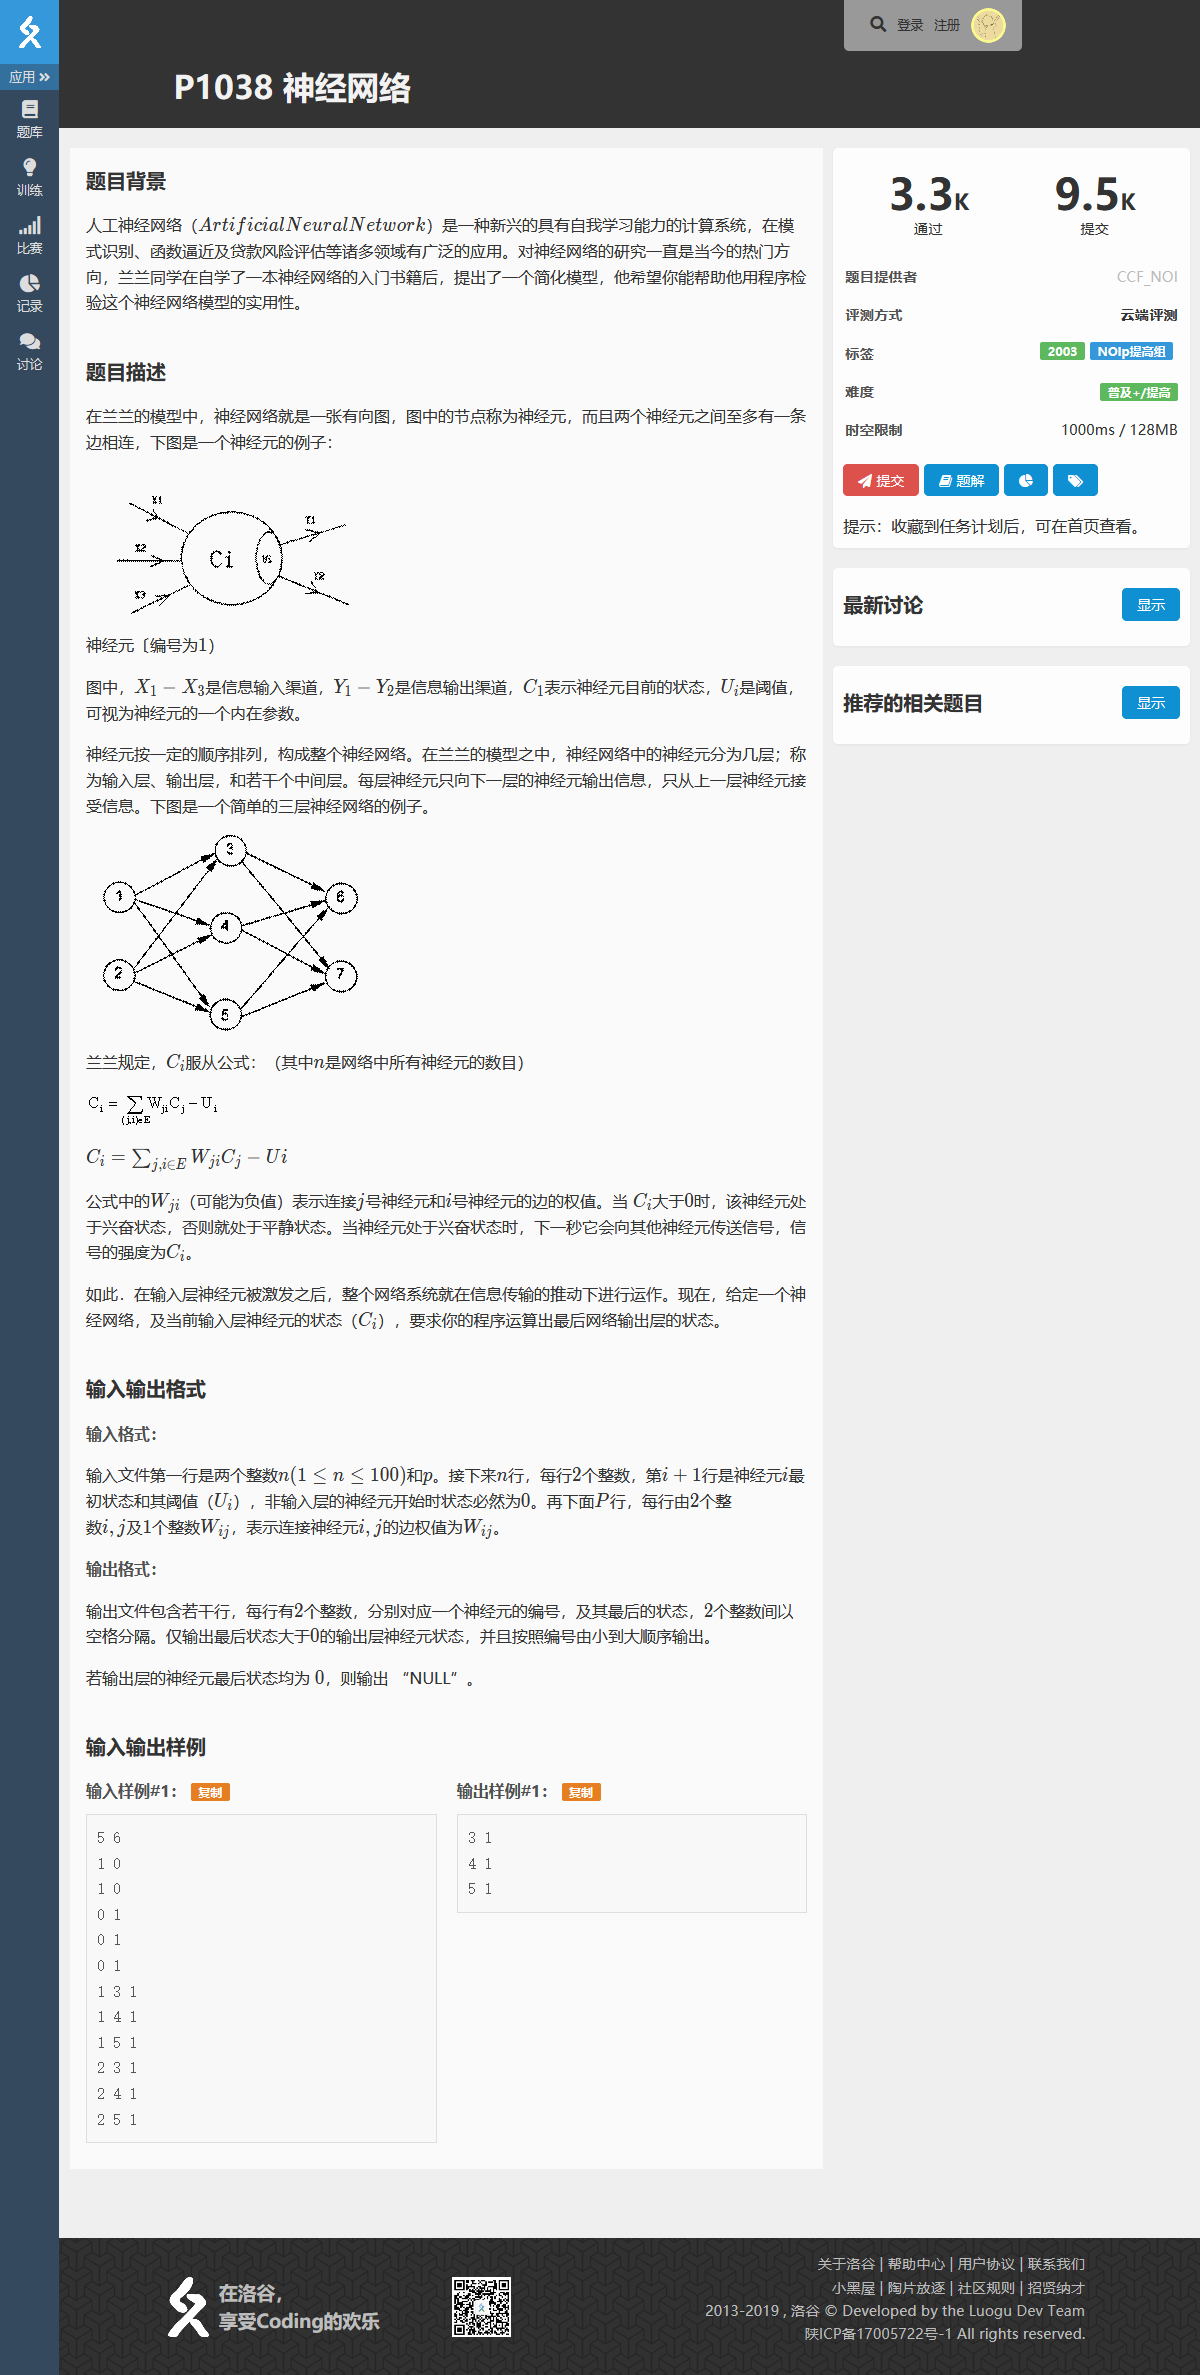 登录 注册
应用
题库
训练
比赛
记录
讨论
P1038 神经网络
题目背景
人工神经网络（ArtificialNeuralNetwork）是一种新兴的具有自我学习能力的计算系统，在模
式识别、函数逼近及贷款风险评估等诸多领域有广泛的应用。对神经网络的研究一直是当今的热门方
向，兰兰同学在自学了一本神经网络的入门书籍后，提出了一个简化模型，他希望你能帮助他用程序检
验这个神经网络模型的实用性。
题目描述
在兰兰的模型中，神经网络就是一张有向图，图中的节点称为神经元，而且两个神经元之间至多有一条
边相连，下图是一个神经元的例子：
X1
X2
X3
Ci
Y1
Y2
神经元〔编号为1）
图中，X_1 − X_3是信息输入渠道，Y_1 − Y_2是信息输出渠道，C_1表示神经元目前的状态，U_i是阈值，
可视为神经元的一个内在参数。
神经元按一定的顺序排列，构成整个神经网络。在兰兰的模型之中，神经网络中的神经元分为几层；称
为输入层、输出层，和若干个中间层。每层神经元只向下一层的神经元输出信息，只从上一层神经元接
受信息。下图是一个简单的三层神经网络的例子。
1
2
3
4
5
6
7
兰兰规定，C_i服从公式：（其中n是网络中所有神经元的数目）
C_i = ∑_{(j,i)∈E} W_{ji}C_j − U_i
C_i = ∑_{j,i∈E} W_{ji}C_j − Ui
公式中的W_{ji}（可能为负值）表示连接j号神经元和i号神经元的边的权值。当 C_i大于0时，该神经元处
于兴奋状态，否则就处于平静状态。当神经元处于兴奋状态时，下一秒它会向其他神经元传送信号，信
号的强度为C_i。
如此．在输入层神经元被激发之后，整个网络系统就在信息传输的推动下进行运作。现在，给定一个神
经网络，及当前输入层神经元的状态（C_i），要求你的程序运算出最后网络输出层的状态。
输入输出格式
输入格式：
输入文件第一行是两个整数n(1 ≤ n ≤ 100)和p。接下来n行，每行2个整数，第i + 1行是神经元i最
初状态和其阈值（U_i），非输入层的神经元开始时状态必然为0。再下面P行，每行由2个整
数i, j及1个整数W_{ij}，表示连接神经元i, j的边权值为W_{ij}。
输出格式：
输出文件包含若干行，每行有2个整数，分别对应一个神经元的编号，及其最后的状态，2个整数间以
空格分隔。仅输出最后状态大于0的输出层神经元状态，并且按照编号由小到大顺序输出。
若输出层的神经元最后状态均为 0，则输出 “NULL”。
输入输出样例
输入样例#1： 复制
5 6
1 0
1 0
0 1
0 1
0 1
1 3 1
1 4 1
1 5 1
2 3 1
2 4 1
2 5 1
输出样例#1： 复制
3 1
4 1
5 1
3.3K 9.5K
通过 提交
题目提供者 CCF_NOI
评测方式 云端评测
标签 2003 NOIp提高组
难度 普及+/提高
时空限制 1000ms / 128MB
提交 题解
提示：收藏到任务计划后，可在首页查看。
最新讨论 显示
推荐的相关题目 显示
在洛谷，
享受Coding的欢乐
关于洛谷 | 帮助中心 | 用户协议 | 联系我们
小黑屋 | 陶片放逐 | 社区规则 | 招贤纳才
2013-2019 , 洛谷 © Developed by the Luogu Dev Team
陕ICP备17005722号-1 All rights reserved.